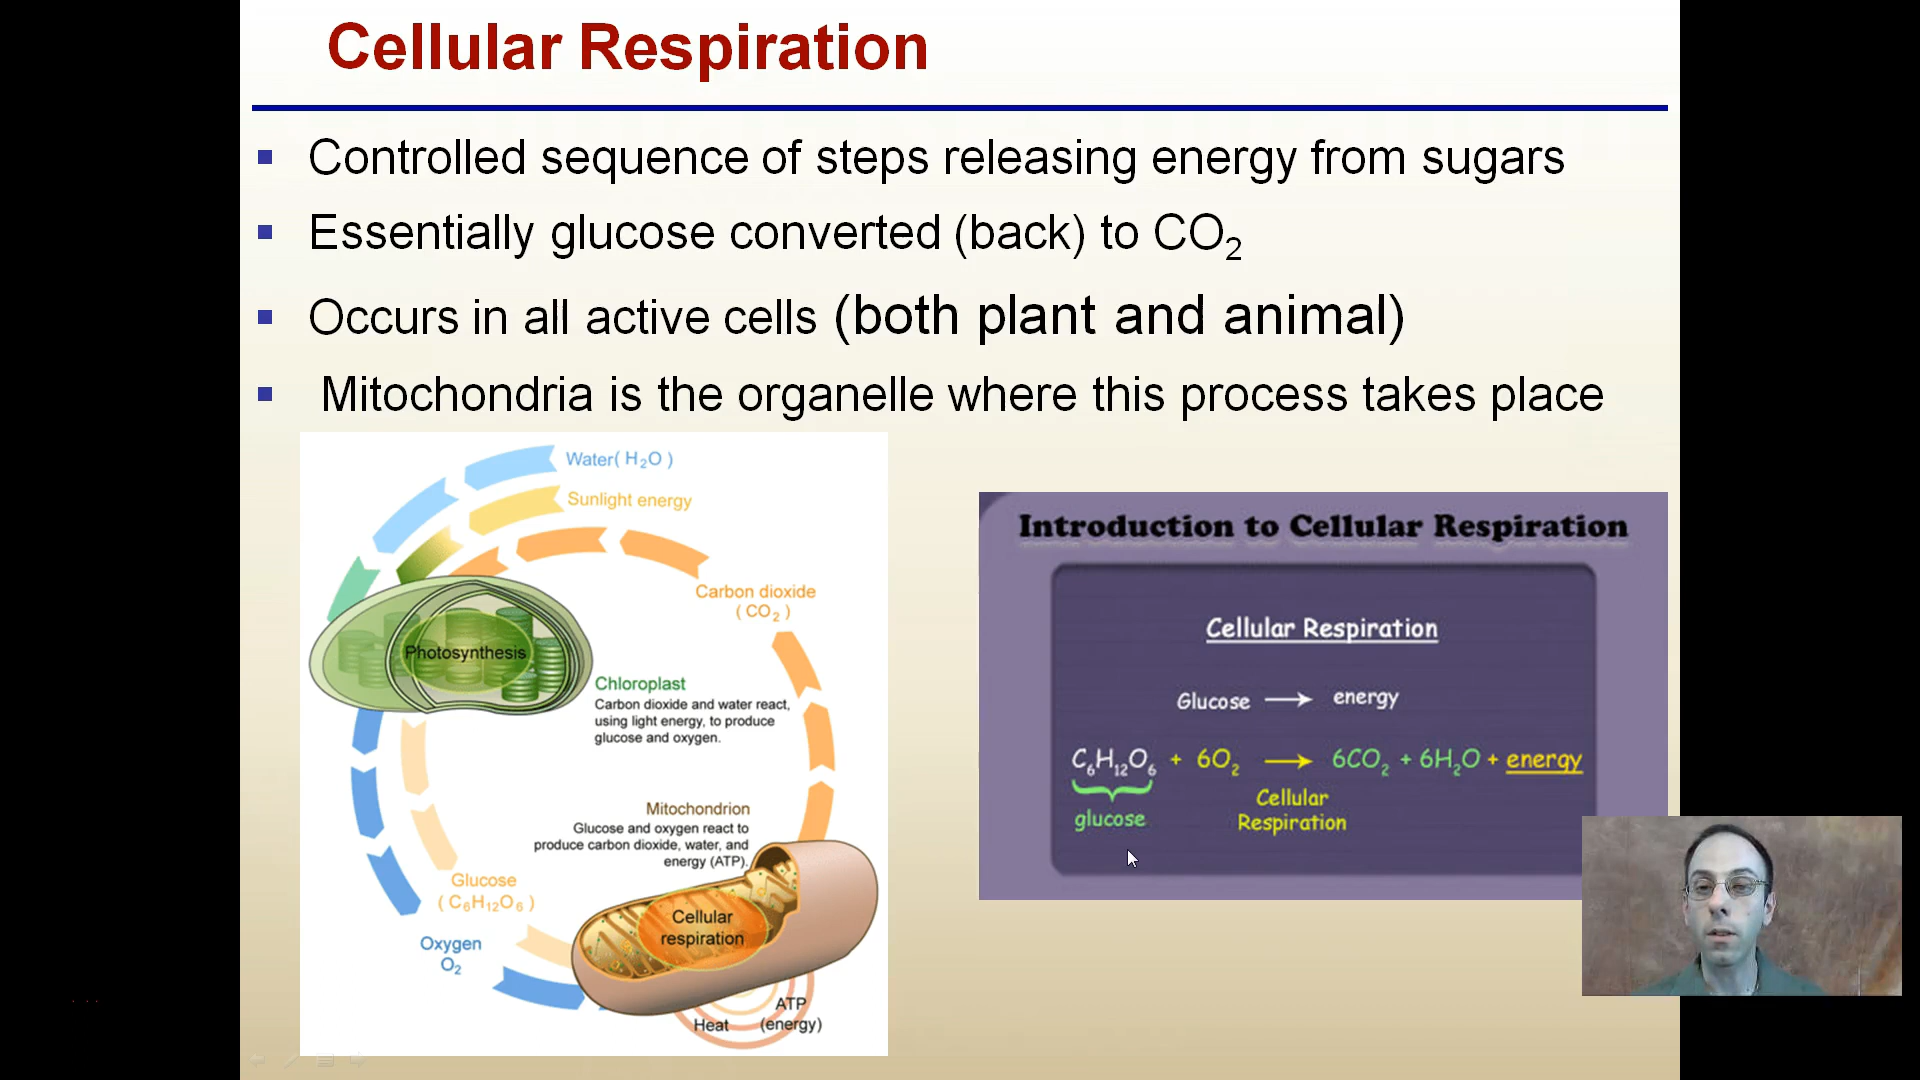 Cellular Respiration
Controlled sequence of steps releasing energy from sugars
Essentially glucose converted (back) to CO₂
Occurs in all active cells (both plant and animal)
Mitochondria is the organelle where this process takes place
Water( H₂O )
Sunlight energy
Carbon dioxide
( CO₂ )
Photosynthesis
Chloroplast
Carbon dioxide and water react,
using light energy, to produce
glucose and oxygen.
Mitochondrion
Glucose and oxygen react to
produce carbon dioxide, water, and
energy (ATP).
Glucose
( C₆H₁₂O₆ )
Oxygen
O₂
Cellular
respiration
Heat
ATP
(energy)
Introduction to Cellular Respiration
Cellular Respiration
Glucose → energy
C₆H₁₂O₆ + 6O₂ → 6CO₂ + 6H₂O + energy
glucose
Cellular
Respiration